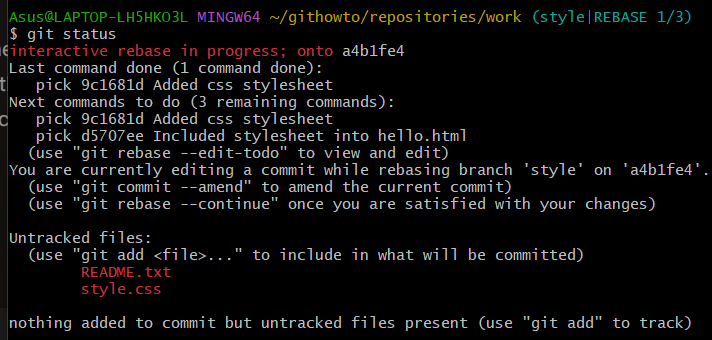 Asus@LAPTOP-LH5HKO3L MINGW64 ~/githowto/repositories/work (style|REBASE 1/3)
$ git status
interactive rebase in progress; onto a4b1fe4
Last command done (1 command done):
   pick 9c1681d Added css stylesheet
Next commands to do (3 remaining commands):
   pick 9c1681d Added css stylesheet
   pick d5707ee Included stylesheet into hello.html
  (use "git rebase --edit-todo" to view and edit)
You are currently editing a commit while rebasing branch 'style' on 'a4b1fe4'.
  (use "git commit --amend" to amend the current commit)
  (use "git rebase --continue" once you are satisfied with your changes)

Untracked files:
  (use "git add <file>..." to include in what will be committed)
        README.txt
        style.css

nothing added to commit but untracked files present (use "git add" to track)